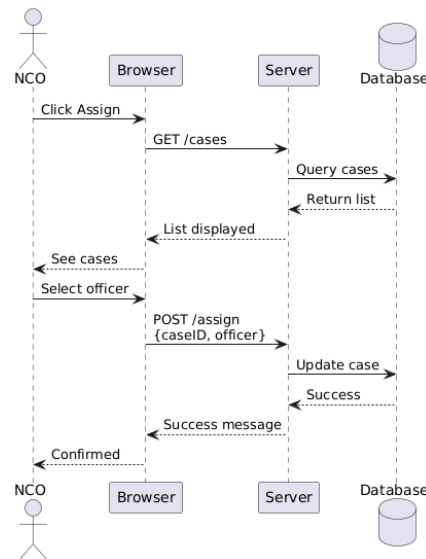 NCO
Browser
Server
Database
Click Assign
GET /cases
Query cases
Return list
List displayed
See cases
Select officer
POST /assign
{caseID, officer}
Update case
Success
Success message
Confirmed
NCO
Browser
Server
Database